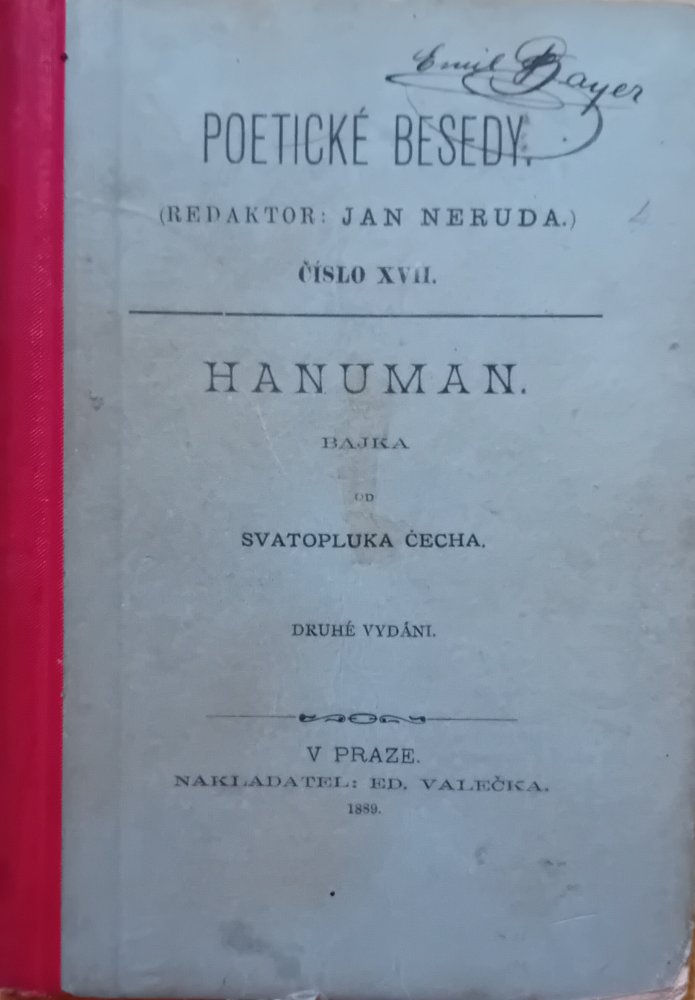 Emil Bayer
POETICKÉ BESEDY.
(REDAKTOR: JAN NERUDA.)
ČÍSLO XVII.
HANUMAN.
BAJKA
OD
SVATOPLUKA ČECHA.
DRUHÉ VYDÁNI.
V PRAZE.
NAKLADATEL: ED. VALEČKA.
1889.